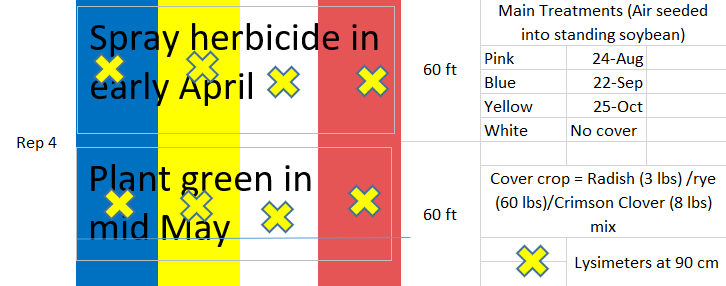 Spray herbicide in
early April
60 ft
Rep 4
Plant green in
mid May
60 ft
Main Treatments (Air seeded
into standing soybean)
Pink 24-Aug
Blue 22-Sep
Yellow 25-Oct
White No cover
Cover crop = Radish (3 lbs) /rye
(60 lbs)/Crimson Clover (8 lbs)
mix
Lysimeters at 90 cm